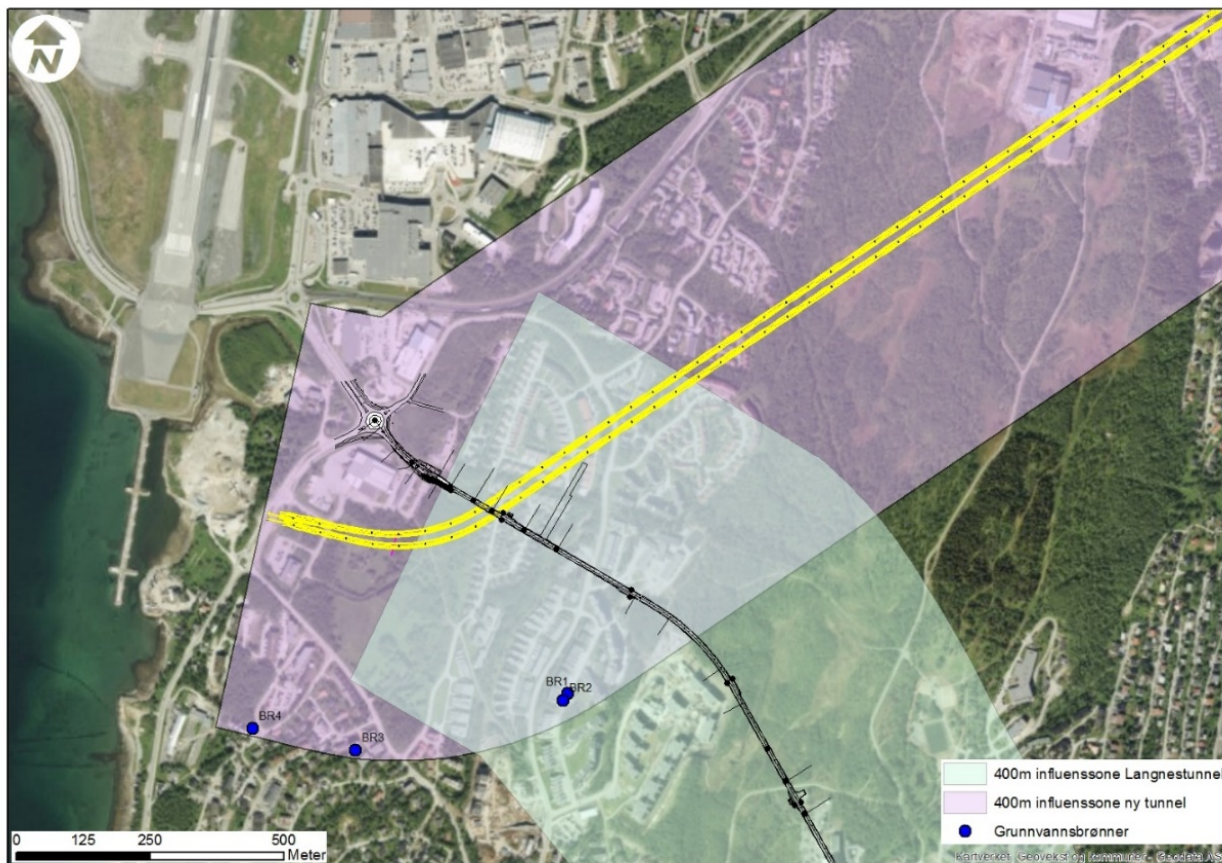 N
BR1
BR2
BR4
BR3
400m influenssone Langnestunnel
400m influenssone ny tunnel
Grunnvannsbrønner
0 125 250 500
Meter
Kartverket, Geovekst og kommuner - Geodata AS